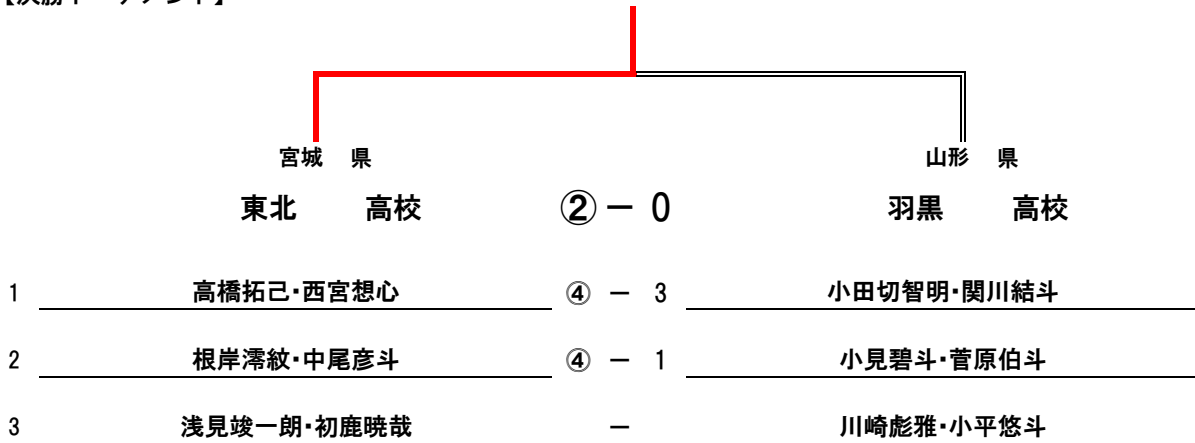 宮城 県 山形 県
東北 高校 ②－0 羽黒 高校
1 高橋拓己・西宮想心 ④ － 3 小田切智明・関川結斗
2 根岸澪紋・中尾彦斗 ④ － 1 小見碧斗・菅原伯斗
3 浅見竣一朗・初鹿暁哉 － 川崎彪雅・小平悠斗